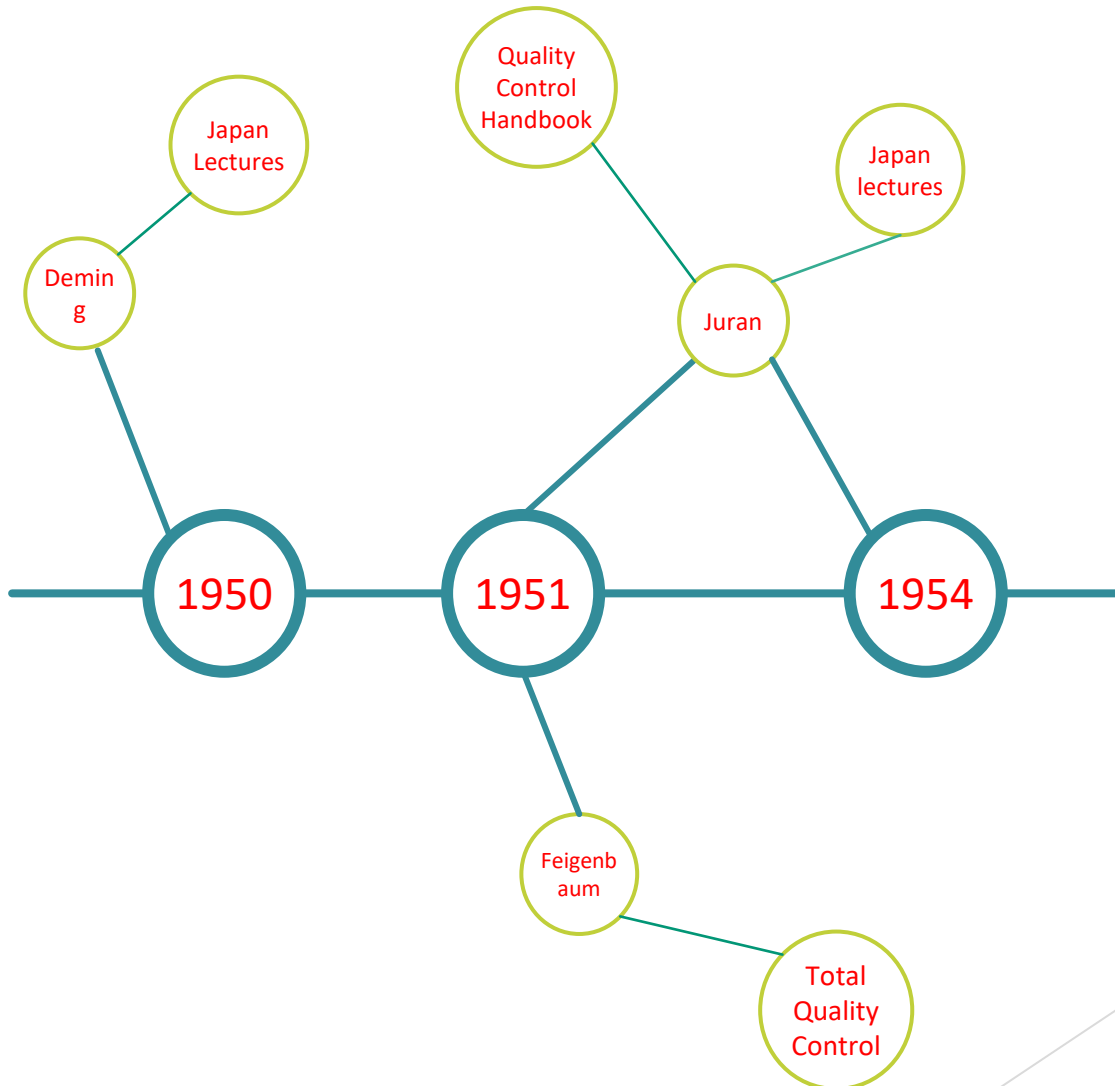 Quality
Control
Handbook
Japan
Lectures
Japan
lectures
Demin
g
Juran
1950
1951
1954
Feigenb
aum
Total
Quality
Control